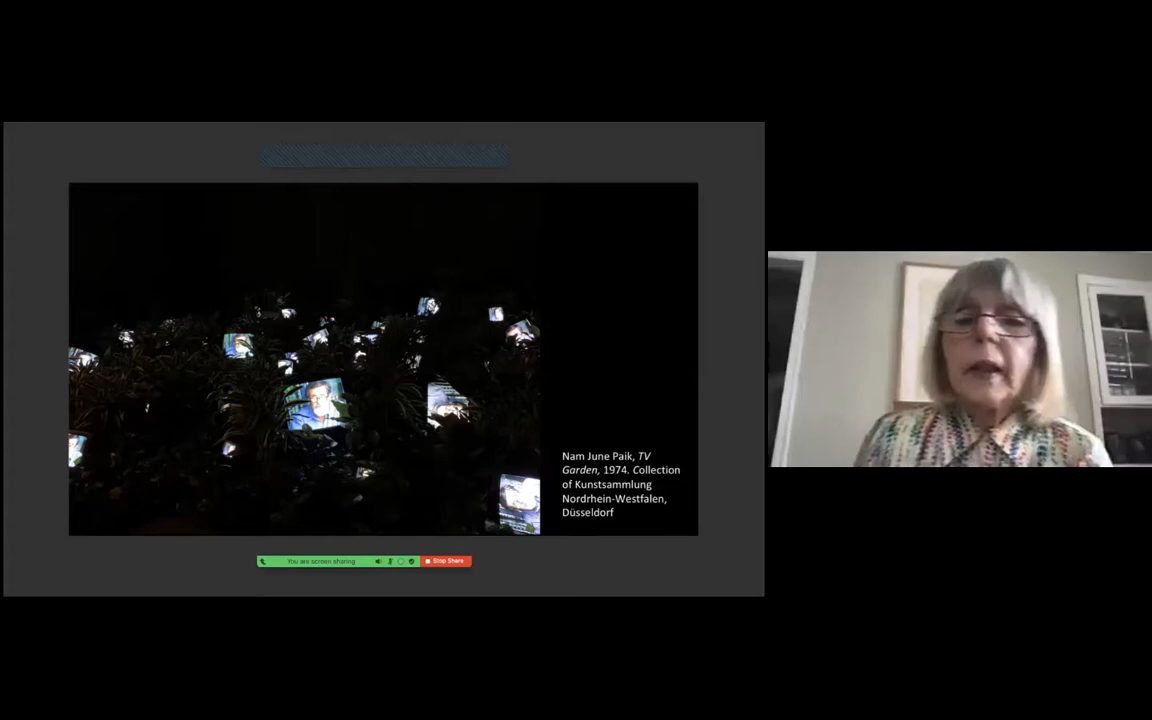 Nam June Paik, TV
Garden, 1974. Collection
of Kunstsammlung
Nordrhein-Westfalen,
Düsseldorf
You are screen sharing
Stop Share